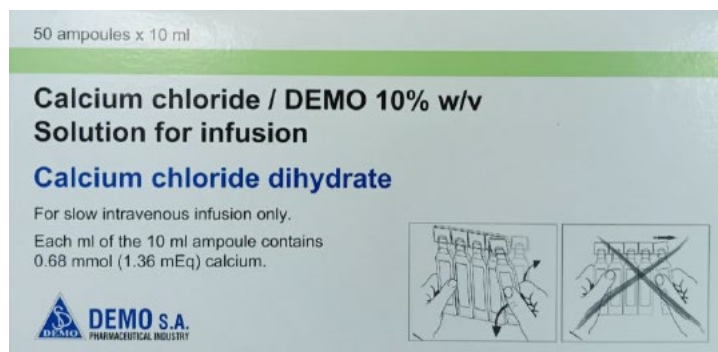 50 ampoules x 10 ml
Calcium chloride / DEMO 10% w/v
Solution for infusion
Calcium chloride dihydrate
For slow intravenous infusion only.
Each ml of the 10 ml ampoule contains
0.68 mmol (1.36 mEq) calcium.
DEMO
DEMO S.A.
PHARMACEUTICAL INDUSTRY